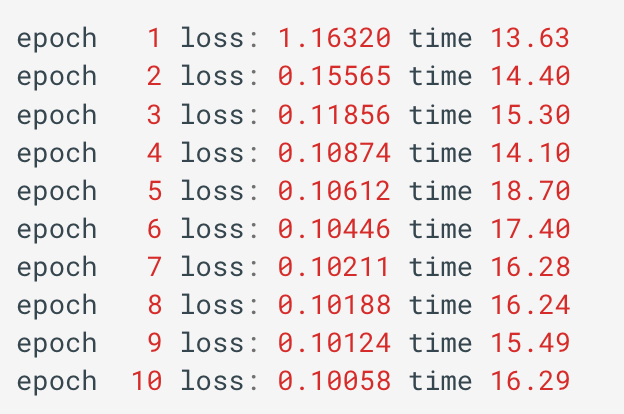 epoch   1 loss: 1.16320 time 13.63
epoch   2 loss: 0.15565 time 14.40
epoch   3 loss: 0.11856 time 15.30
epoch   4 loss: 0.10874 time 14.10
epoch   5 loss: 0.10612 time 18.70
epoch   6 loss: 0.10446 time 17.40
epoch   7 loss: 0.10211 time 16.28
epoch   8 loss: 0.10188 time 16.24
epoch   9 loss: 0.10124 time 15.49
epoch  10 loss: 0.10058 time 16.29